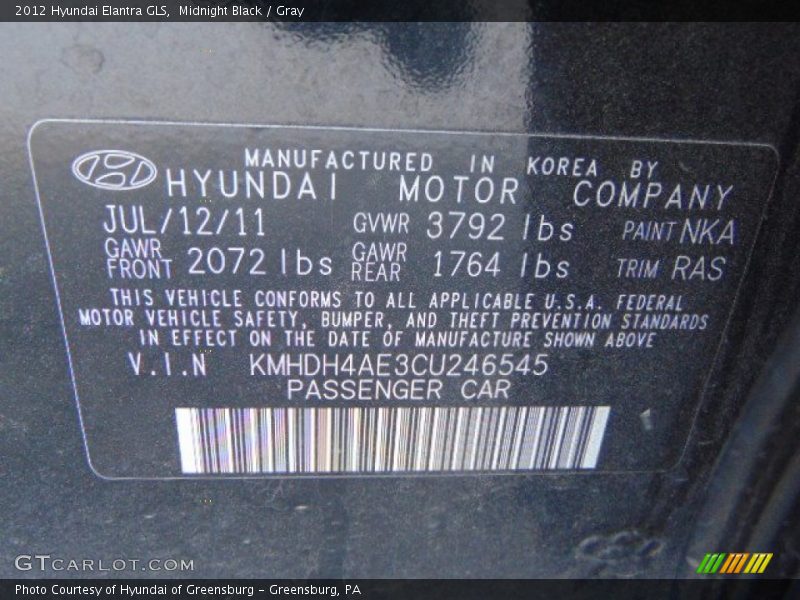 2012 Hyundai Elantra GLS,  Midnight Black / Gray
MANUFACTURED IN KOREA BY
HYUNDAI MOTOR COMPANY
JUL/12/11 GVWR 3792 lbs PAINT NKA
GAWR FRONT 2072 lbs GAWR REAR 1764 lbs TRIM RAS
THIS VEHICLE CONFORMS TO ALL APPLICABLE U.S.A. FEDERAL
MOTOR VEHICLE SAFETY, BUMPER, AND THEFT PREVENTION STANDARDS
IN EFFECT ON THE DATE OF MANUFACTURE SHOWN ABOVE
V.I.N KMHDH4AE3CU246545
PASSENGER CAR
GTCARLOT.COM
Photo Courtesy of Hyundai of Greensburg – Greensburg, PA